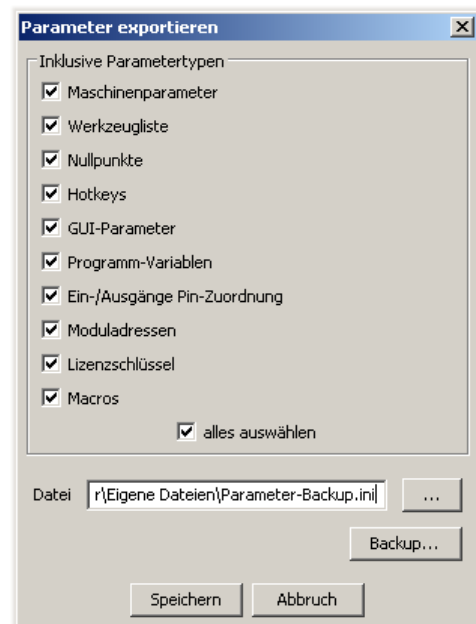 Parameter exportieren
Inklusive Parametertypen
Maschinenparameter
Werkzeugliste
Nullpunkte
Hotkeys
GUI-Parameter
Programm-Variablen
Ein-/Ausgänge Pin-Zuordnung
Moduladressen
Lizenzschlüssel
Macros
alles auswählen
Datei r\Eigene Dateien\Parameter-Backup.ini ...
Backup...
Speichern Abbruch